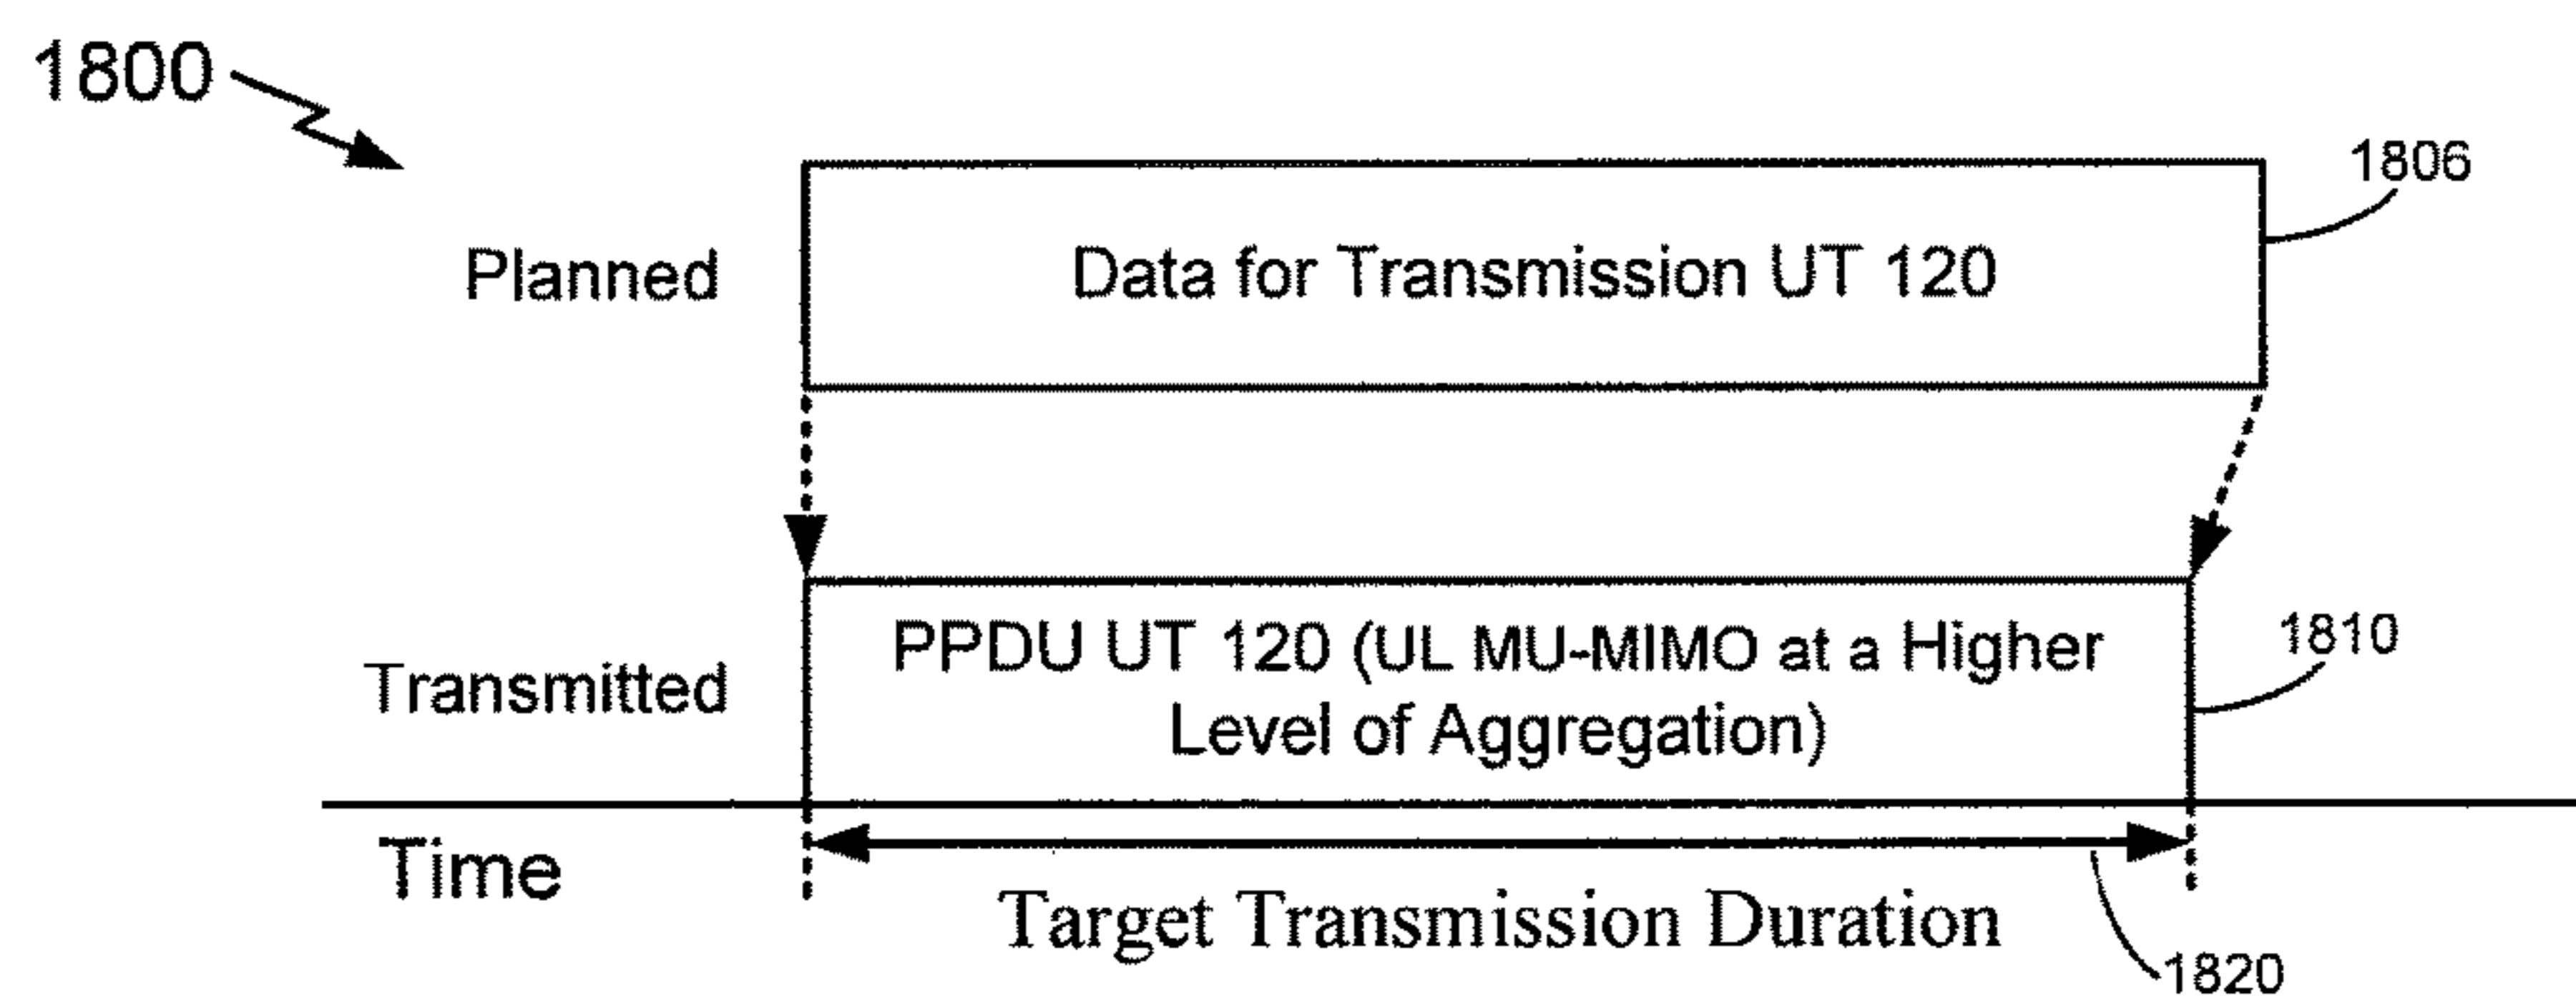 1800
1806
Planned
Data for Transmission UT 120
1810
PPDU UT 120 (UL MU-MIMO at a Higher
Level of Aggregation)
Transmitted
Time
Target Transmission Duration
1820